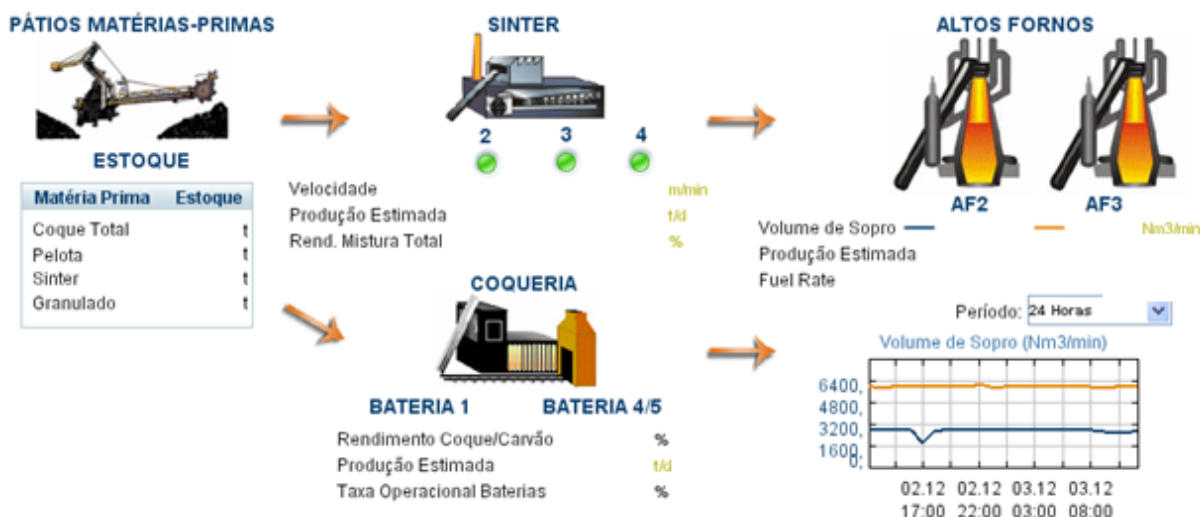 PÁTIOS MATÉRIAS-PRIMAS
ESTOQUE
Matéria Prima Estoque
Coque Total t
Pelota t
Sinter t
Granulado t
SINTER
2 3 4
Velocidade m/min
Produção Estimada t/d
Rend. Mistura Total %
COQUERIA
BATERIA 1 BATERIA 4/5
Rendimento Coque/Carvão %
Produção Estimada t/d
Taxa Operacional Baterias %
ALTOS FORNOS
AF2 AF3
Volume de Sopro Nm3/min
Produção Estimada
Fuel Rate
Período: 24 Horas
Volume de Sopro (Nm3/min)
6400,
4800,
3200,
1600,
0,
02.12 02.12 03.12 03.12
17:00 22:00 03:00 08:00